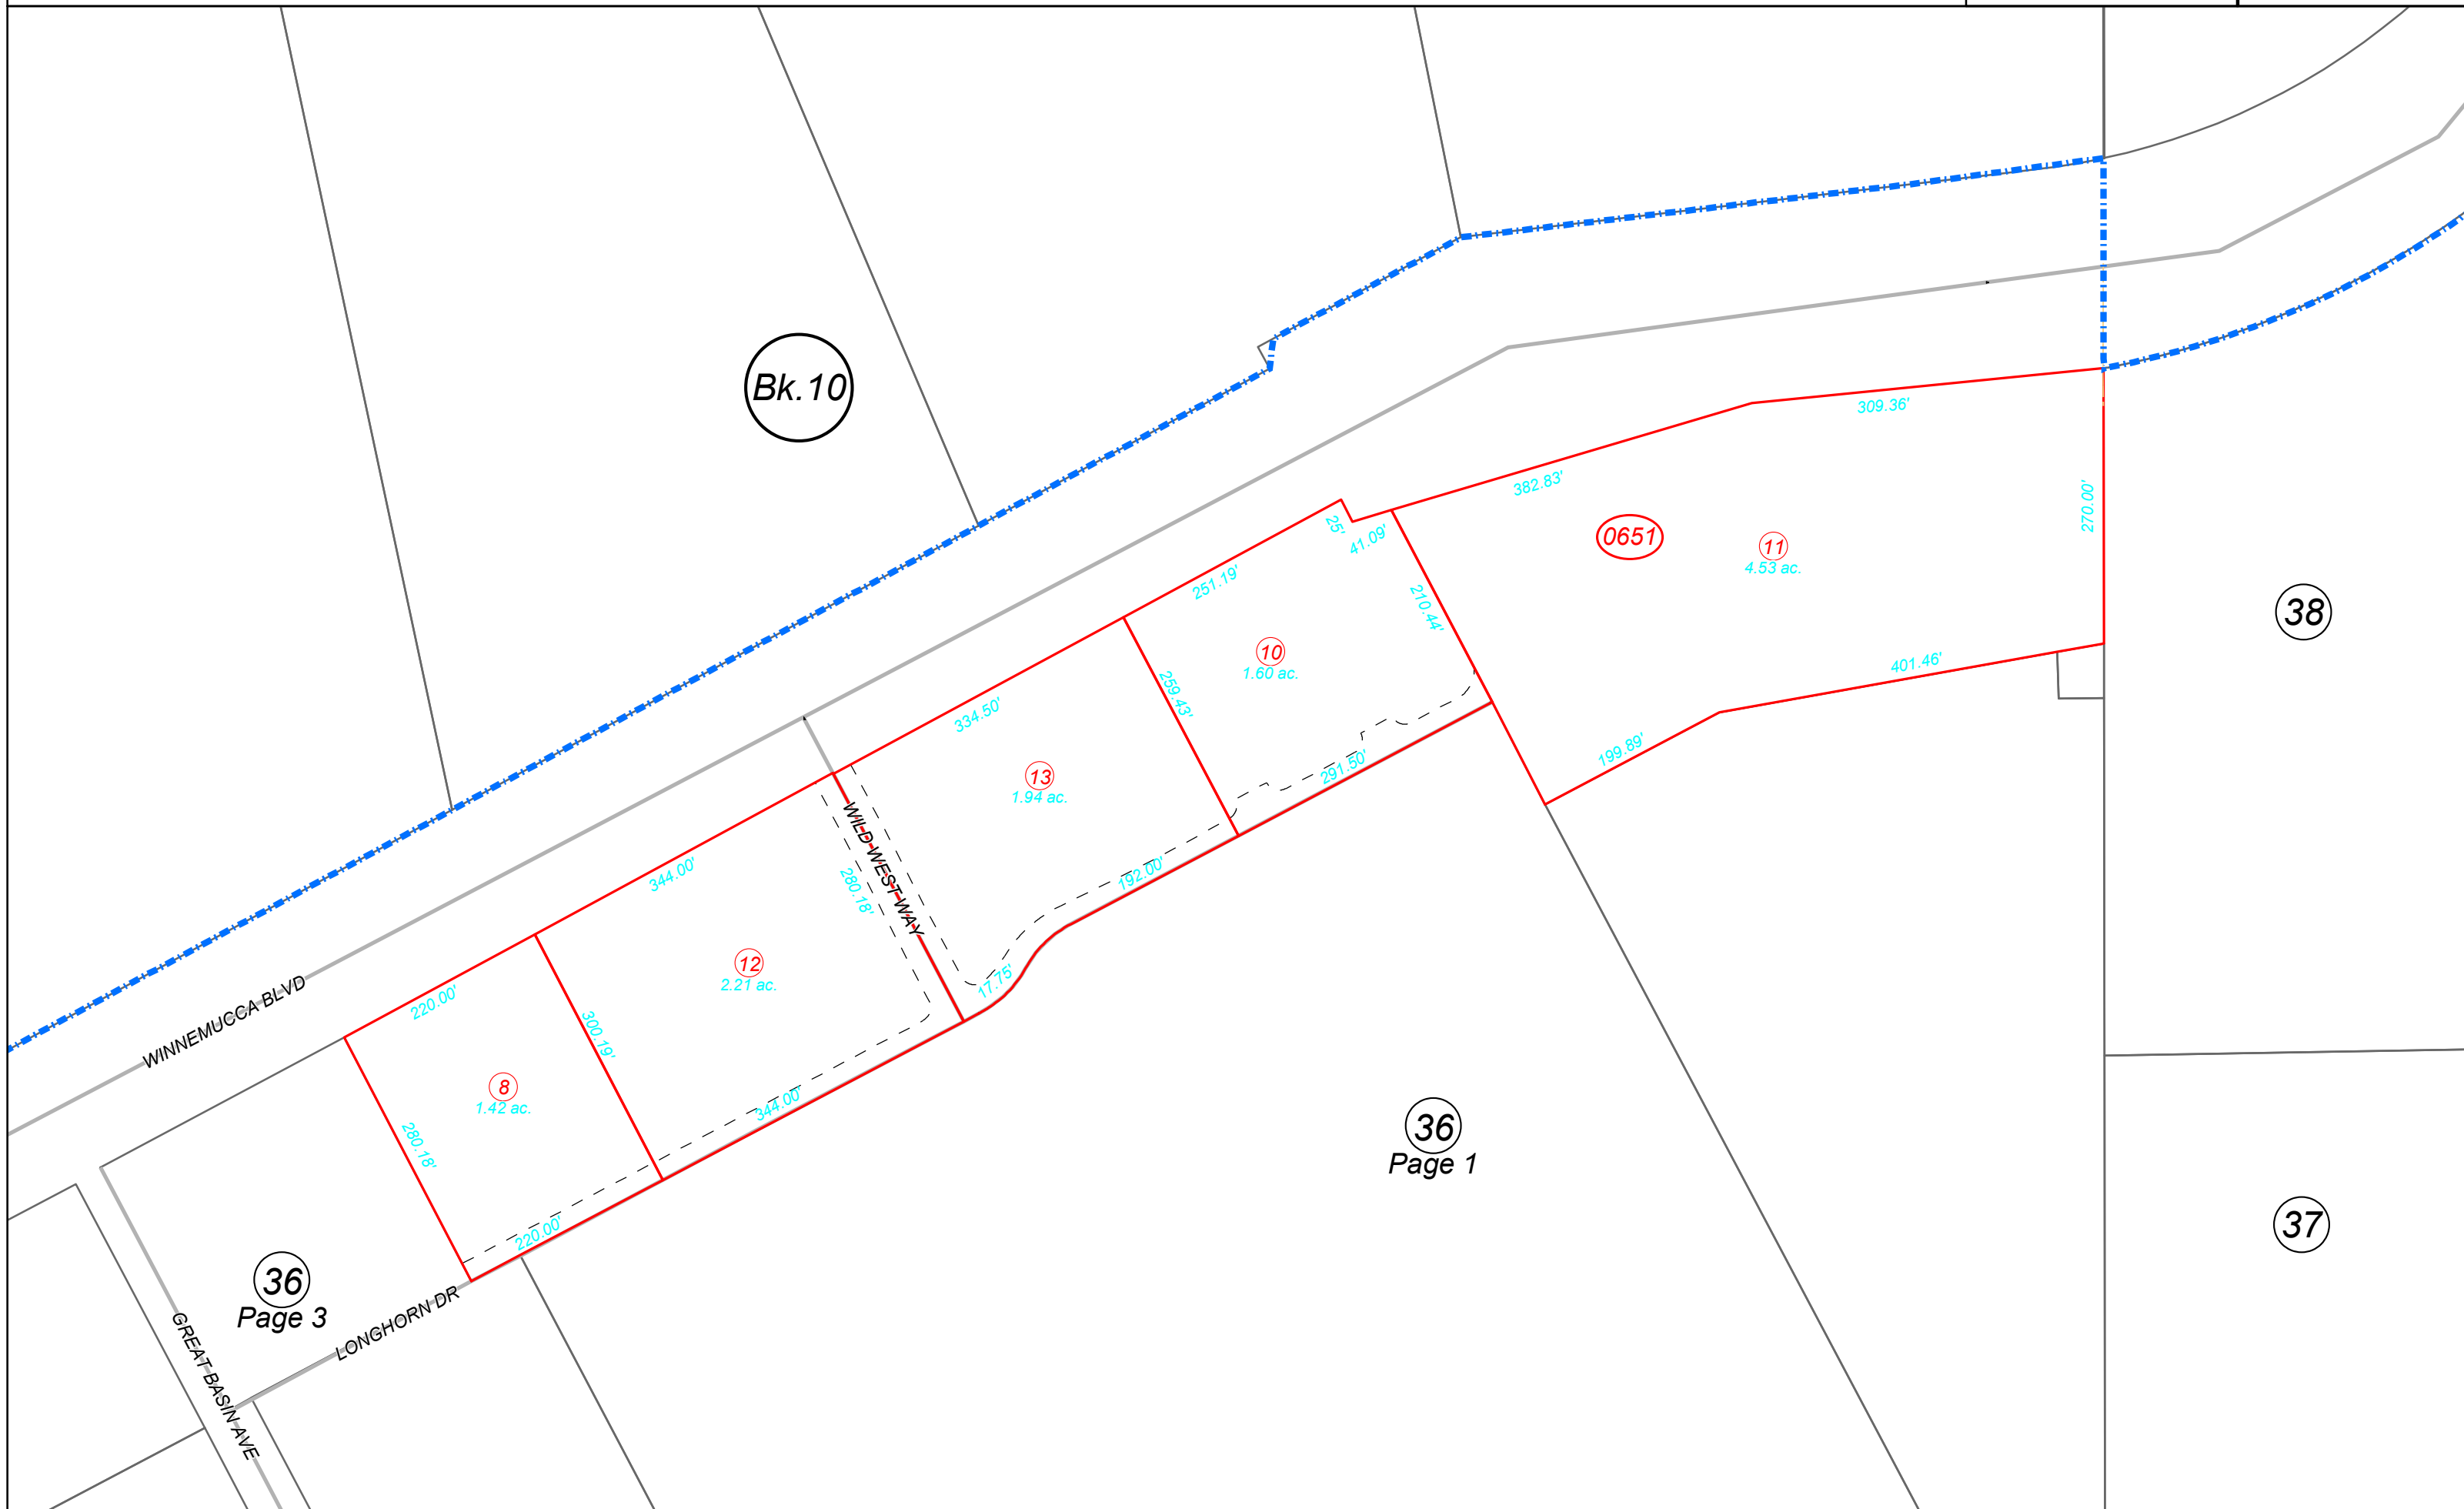 Bk.10
309.36'
382.83'
270.00'
25'
41.09'
0651
11
4.53 ac.
251.19'
210.44'
38
10
1.60 ac.
259.43'
401.46'
334.50'
199.89'
13
1.94 ac.
291.50'
WILD WEST WAY
344.00'
280.18'
192.00'
12
2.21 ac.
17.75'
WINNEMUCCA BLVD
220.00'
300.19'
8
1.42 ac.
344.00'
280.18'
36
Page 1
220.00'
37
36
Page 3
LONGHORN DR
GREAT BASIN AVE